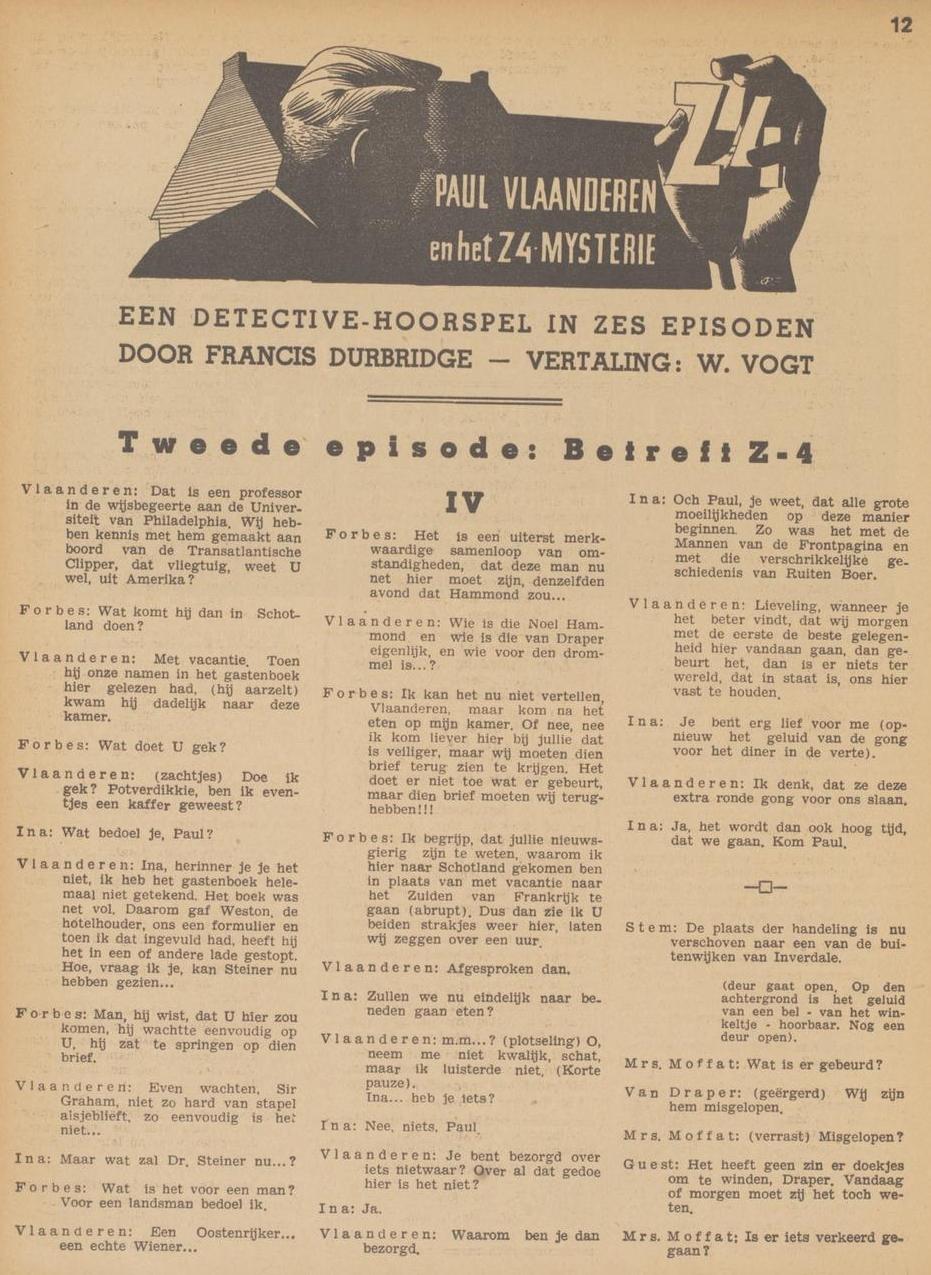 12
Z4
PAUL VLAANDEREN
en het Z4-MYSTERIE
EEN DETECTIVE-HOORSPEL IN ZES EPISODEN
DOOR FRANCIS DURBRIDGE — VERTALING: W. VOGT
Tweede episode: Betreft Z-4
Vlaanderen: Dat is een professor
in de wijsbegeerte aan de Univer-
siteit van Philadelphia. Wij heb-
ben kennis met hem gemaakt aan
boord van de Transatlantische
Clipper, dat vliegtuig, weet U
wel, uit Amerika?
Forbes: Wat komt hij dan in Schot-
land doen?
Vlaanderen: Met vacantie. Toen
hij onze namen in het gastenboek
hier gelezen had, (hij aarzelt)
kwam hij dadelijk naar deze
kamer.
Forbes: Wat doet U gek?
Vlaanderen: (zachtjes) Doe ik
gek? Potverdikkie, ben ik even-
tjes een kaffer geweest?
Ina: Wat bedoel je, Paul?
Vlaanderen: Ina, herinner je je het
niet, ik heb het gastenboek hele-
maal niet getekend. Het boek was
net vol. Daarom gaf Weston, de
hotelhouder, ons een formulier en
toen ik dat ingevuld had, heeft hij
het in een of andere lade gestopt.
Hoe, vraag ik je, kan Steiner nu
hebben gezien...
Forbes: Man, hij wist, dat U hier zou
komen, hij wachtte eenvoudig op
U, hij zat te springen op dien
brief.
Vlaanderen: Even wachten, Sir
Graham, niet zo hard van stapel
alsjeblieft, zo eenvoudig is het
niet...
Ina: Maar wat zal Dr. Steiner nu...?
Forbes: Wat is het voor een man?
Voor een landsman bedoel ik.
Vlaanderen: Een Oostenrijker...
een echte Wiener...
IV
Forbes: Het is een uiterst merk-
waardige samenloop van om-
standigheden, dat deze man nu
net hier moet zijn, denzelfden
avond dat Hammond zou...
Vlaanderen: Wie is die Noel Ham-
mond en wie is die van Draper
eigenlijk, en wie voor den drom-
mel is...?
Forbes: Ik kan het nu niet vertellen,
Vlaanderen, maar kom na het
eten op mijn kamer. Of nee, nee
ik kom liever hier bij jullie dat
is veiliger, maar wij moeten dien
brief terug zien te krijgen. Het
doet er niet toe wat er gebeurt,
maar dien brief moeten wij terug-
hebben!!!
Forbes: Ik begrijp, dat jullie nieuws-
gierig zijn te weten, waarom ik
hier naar Schotland gekomen ben
in plaats van met vacantie naar
het Zuiden van Frankrijk te
gaan (abrupt). Dus dan zie ik U
beiden strakjes weer hier, laten
wij zeggen over een uur.
Vlaanderen: Afgesproken dan.
Ina: Zullen we nu eindelijk naar be-
neden gaan eten?
Vlaanderen: m.m...? (plotseling) O,
neem me niet kwalijk, schat,
maar ik luisterde niet, (Korte
pauze).
Ina... heb je iets?
Ina: Nee, niets, Paul
Vlaanderen: Je bent bezorgd over
iets nietwaar? Over al dat gedoe
hier is het niet?
Ina: Ja.
Vlaanderen: Waarom ben je dan
bezorgd.
Ina: Och Paul, je weet, dat alle grote
moeilijkheden op deze manier
beginnen. Zo was het met de
Mannen van de Frontpagina en
met die verschrikkelijke ge-
schiedenis van Ruiten Boer.
Vlaanderen: Lieveling, wanneer je
het beter vindt, dat wij morgen
met de eerste de beste gelegen-
heid hier vandaan gaan, dan ge-
beurt het, dan is er niets ter
wereld, dat in staat is, ons hier
vast te houden.
Ina: Je bent erg lief voor me (op-
nieuw het geluid van de gong
voor het diner in de verte).
Vlaanderen: Ik denk, dat ze deze
extra ronde gong voor ons slaan.
Ina: Ja, het wordt dan ook hoog tijd,
dat we gaan. Kom Paul.
Stem: De plaats der handeling is nu
verschoven naar een van de bui-
tenwijken van Inverdale.
(deur gaat open. Op den
achtergrond is het geluid
van een bel - van het win-
keltje - hoorbaar. Nog een
deur open).
Mrs. Moffat: Wat is er gebeurd?
Van Draper: (geërgerd) Wij zijn
hem misgelopen.
Mrs. Moffat: (verrast) Misgelopen?
Guest: Het heeft geen zin er doekjes
om te winden, Draper. Vandaag
of morgen moet zij het toch we-
ten.
Mrs. Moffat: Is er iets verkeerd ge-
gaan?